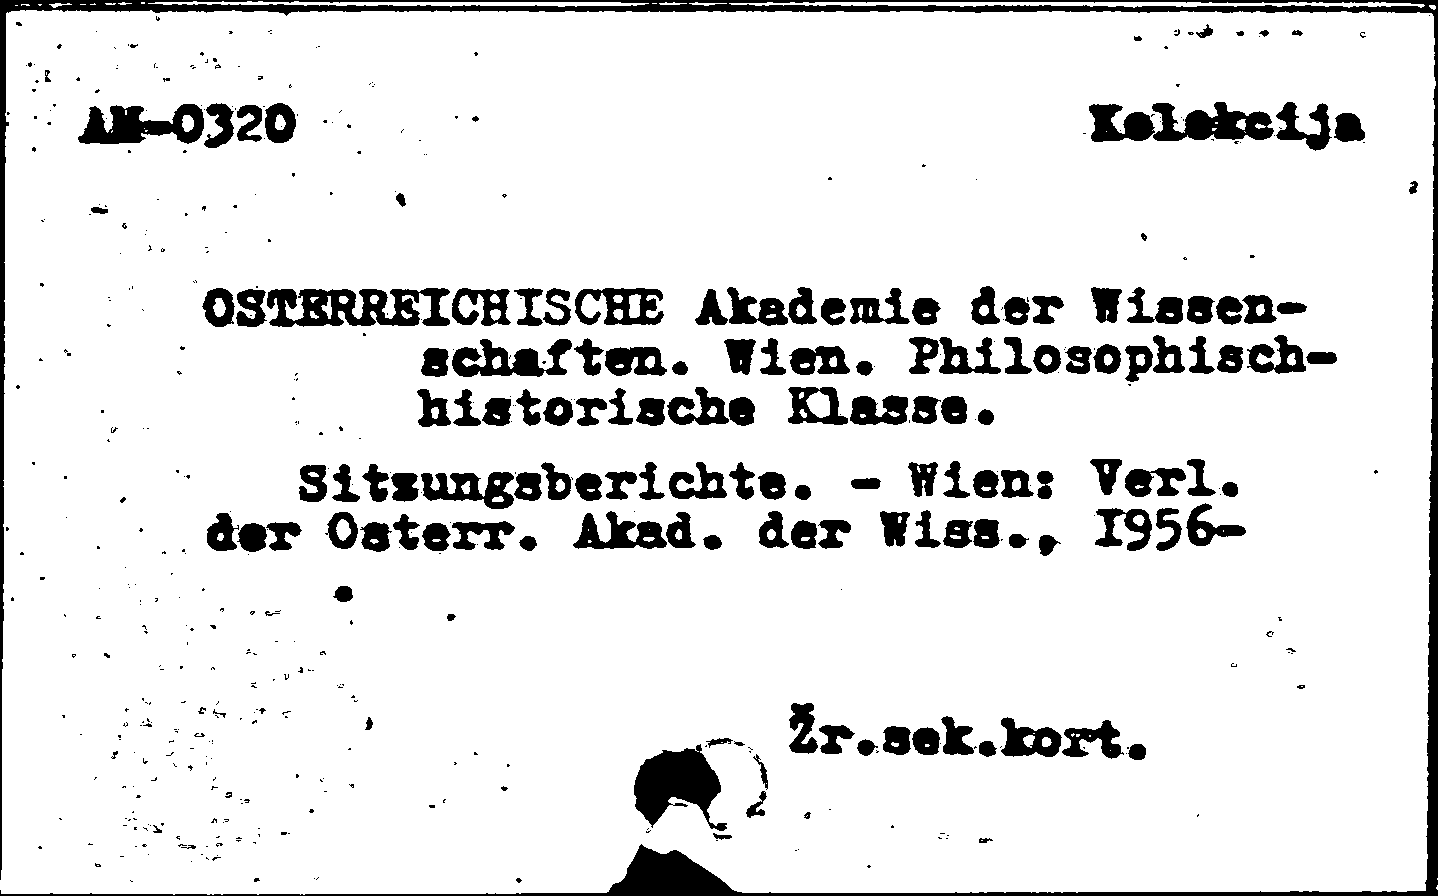 AM-0320 Kolekcija
OSTERREICHISCHE Akademie der Wissen-
schaften. Wien. Philosophisch-
historische Klasse.
Sitzungsberichte. - Wien: Verl.
der Osterr. Akad. der Wiss., I956-
Žr.sek.kort.